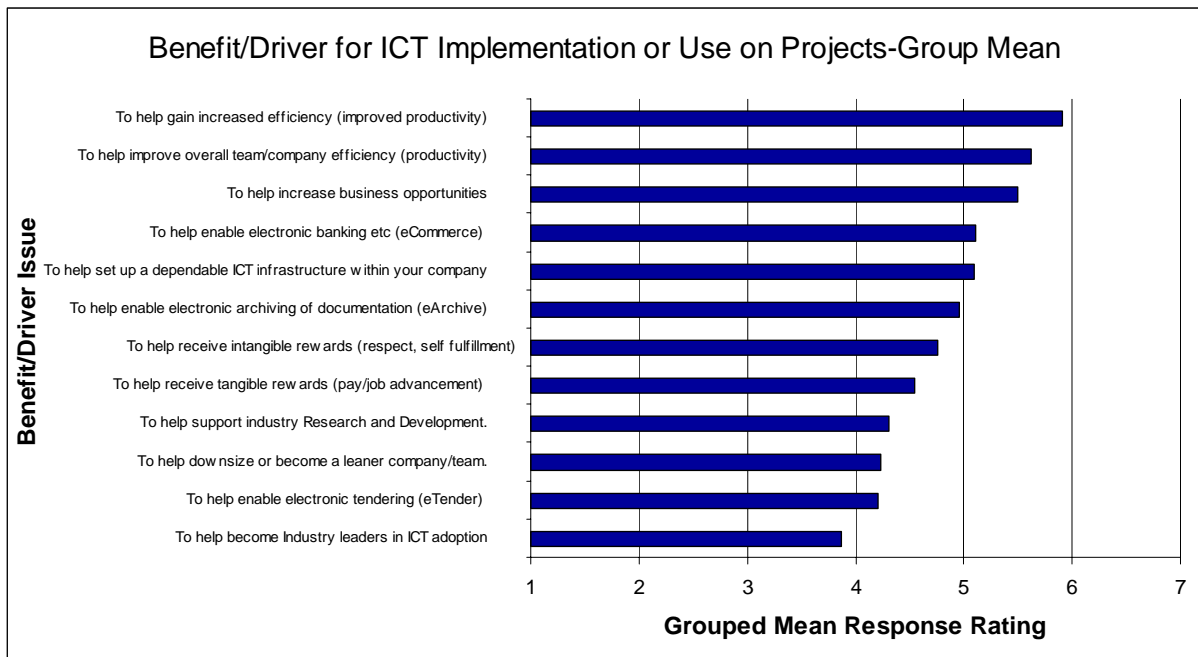 Benefit/Driver for ICT Implementation or Use on Projects-Group Mean
Benefit/Driver Issue
To help gain increased efficiency (improved productivity)
To help improve overall team/company efficiency (productivity)
To help increase business opportunities
To help enable electronic banking etc (eCommerce)
To help set up a dependable ICT infrastructure within your company
To help enable electronic archiving of documentation (eArchive)
To help receive intangible rewards (respect, self fulfillment)
To help receive tangible rewards (pay/job advancement)
To help support industry Research and Development.
To help downsize or become a leaner company/team.
To help enable electronic tendering (eTender)
To help become Industry leaders in ICT adoption
1 2 3 4 5 6 7
Grouped Mean Response Rating